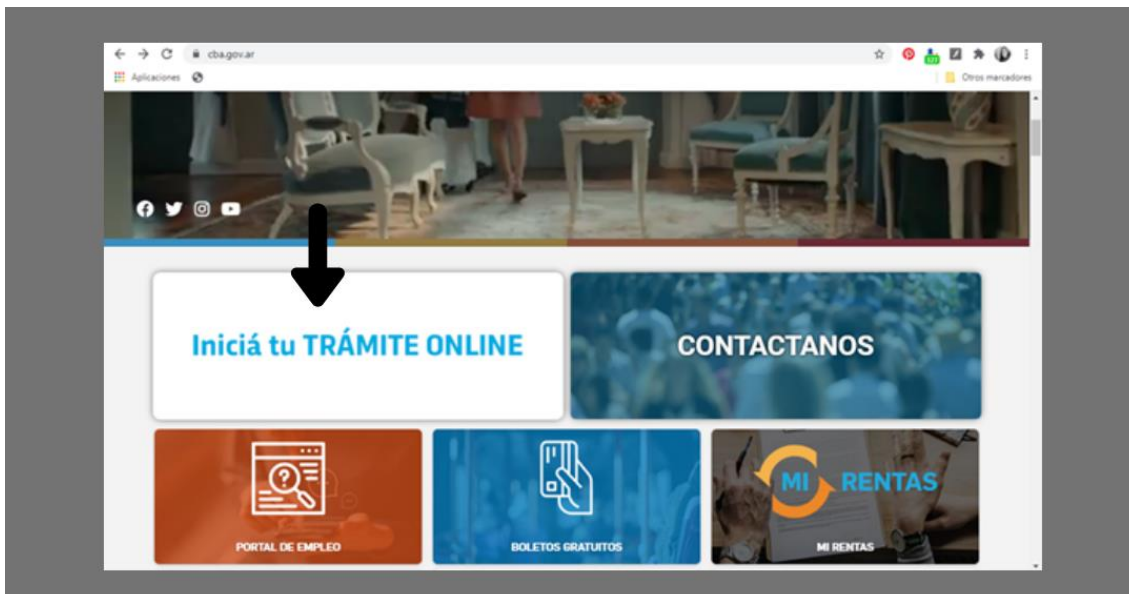 cba.gov.ar
Aplicaciones
Otros marcadores
Iniciá tu TRÁMITE ONLINE
CONTACTANOS
MI RENTAS
PORTAL DE EMPLEO
BOLETOS GRATUITOS
MI RENTAS